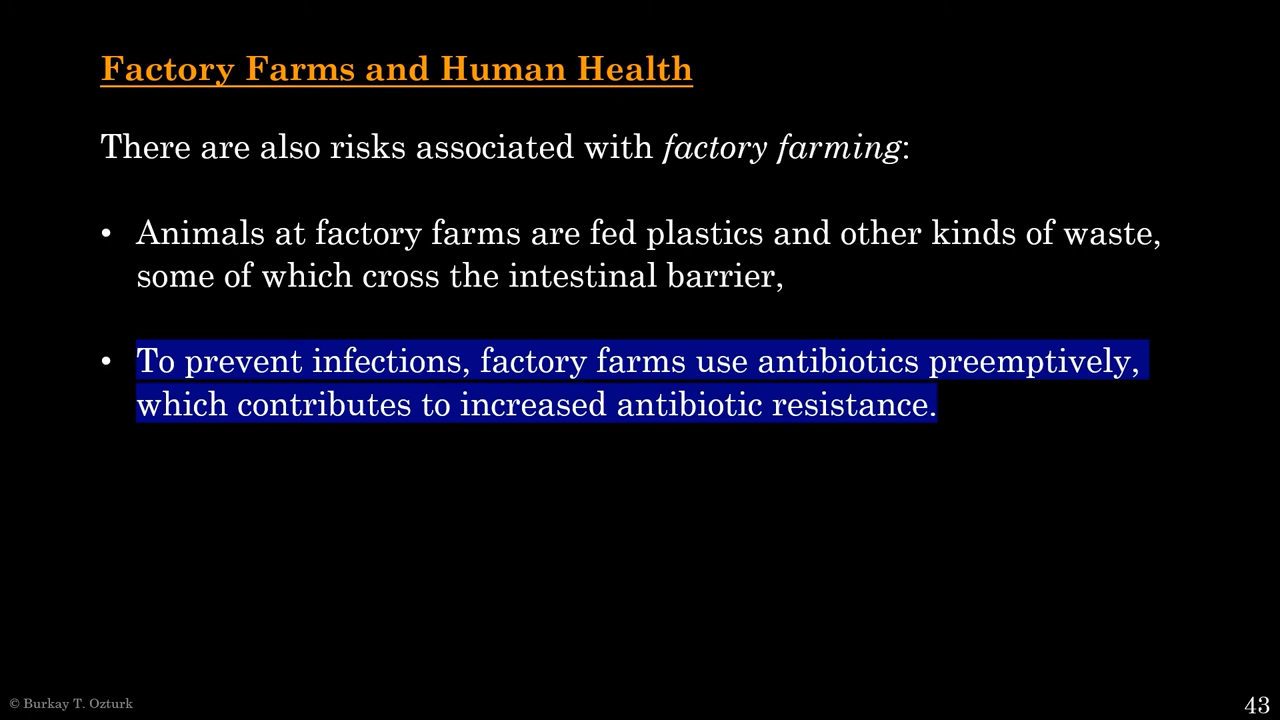 Factory Farms and Human Health
There are also risks associated with factory farming:
• Animals at factory farms are fed plastics and other kinds of waste,
some of which cross the intestinal barrier,
• To prevent infections, factory farms use antibiotics preemptively,
which contributes to increased antibiotic resistance.
© Burkay T. Ozturk
43